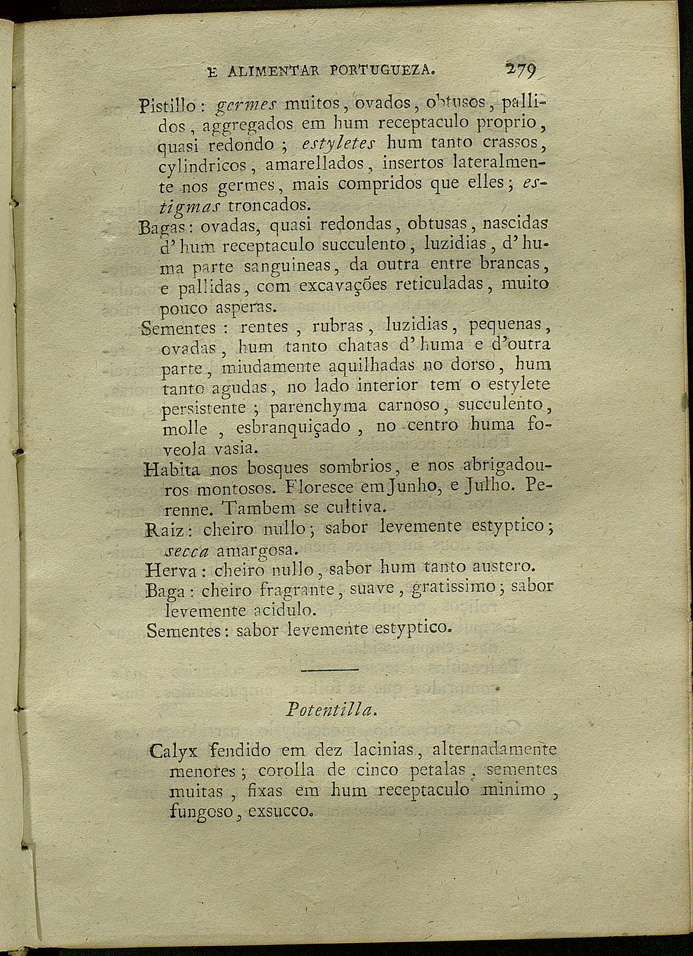 E ALIMENTAR PORTUGUEZA. 279
Pistillo : germes muitos , ovados , obtusos , palli-
dos , aggregados em hum receptaculo proprio ,
quasi redondo ; estyletes hum tanto crassos ,
cylindricos , amarellados , insertos lateralmen-
te nos germes , mais compridos que elles ; es-
tigmas troncados.
Bagas : ovadas, quasi redondas , obtusas , nascidas
d'hum receptaculo succulento , luzidias , d'hu-
ma parte sanguineas, da outra entre brancas ,
e pallidas , com excavações reticuladas , muito
pouco asperas.
Sementes : rentes , rubras , luzidias , pequenas ,
ovadas , hum tanto chatas d'huma e d'outra
parte , miudamente aquilhadas no dorso , hum
tanto agudas , no lado interior tem o estylete
persistente ; parenchyma carnoso , succulento ,
molle , esbranquiçado , no centro huma fo-
veola vasia.
Habita nos bosques sombrios , e nos abrigadou-
ros montosos. Floresce em Junho, e Julho. Pe-
renne. Tambem se cultiva.
Raiz : cheiro nullo ; sabor levemente estyptico ;
secca amargosa.
Herva : cheiro nullo , sabor hum tanto austero.
Baga : cheiro fragrante , suave , gratissimo ; sabor
levemente acidulo.
Sementes : sabor levemente estyptico.
Potentilla.
Calyx fendido em dez lacinias , alternadamente
menores ; corolla de cinco petalas , sementes
muitas , fixas em hum receptaculo minimo ,
fungoso , exsucco.